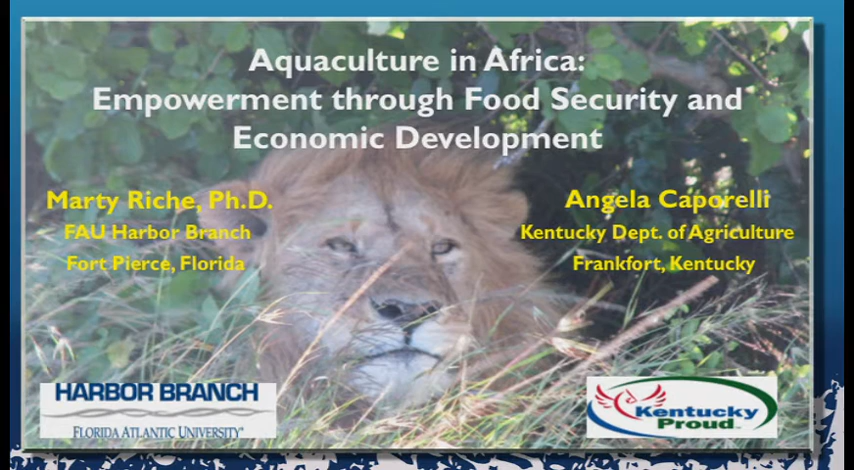 Aquaculture in Africa:
Empowerment through Food Security and
Economic Development
Marty Riche, Ph.D.
FAU Harbor Branch
Fort Pierce, Florida
Angela Caporelli
Kentucky Dept. of Agriculture
Frankfort, Kentucky
HARBOR BRANCH
FLORIDA ATLANTIC UNIVERSITY®
Kentucky
Proud™